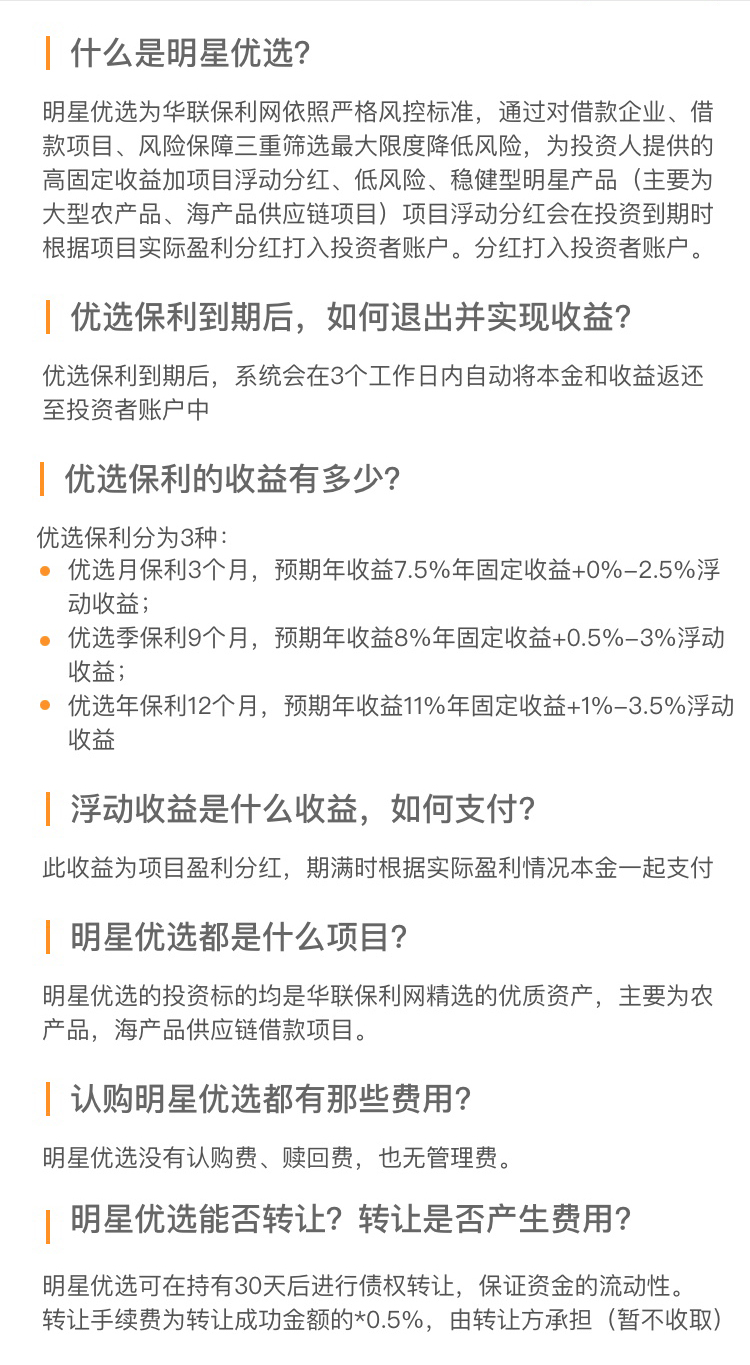 什么是明星优选?
明星优选为华联保利网依照严格风控标准，通过对借款企业、借
款项目、风险保障三重筛选最大限度降低风险，为投资人提供的
高固定收益加项目浮动分红、低风险、稳健型明星产品（主要为
大型农产品、海产品供应链项目）项目浮动分红会在投资到期时
根据项目实际盈利分红打入投资者账户。分红打入投资者账户。
优选保利到期后，如何退出并实现收益?
优选保利到期后，系统会在3个工作日内自动将本金和收益返还
至投资者账户中
优选保利的收益有多少?
优选保利分为3种：
优选月保利3个月，预期年收益7.5%年固定收益+0%–2.5%浮
动收益；
优选季保利9个月，预期年收益8%年固定收益+0.5%–3%浮动
收益；
优选年保利12个月，预期年收益11%年固定收益+1%–3.5%浮动
收益
浮动收益是什么收益，如何支付?
此收益为项目盈利分红，期满时根据实际盈利情况本金一起支付
明星优选都是什么项目?
明星优选的投资标的均是华联保利网精选的优质资产，主要为农
产品，海产品供应链借款项目。
认购明星优选都有那些费用?
明星优选没有认购费、赎回费，也无管理费。
明星优选能否转让？转让是否产生费用?
明星优选可在持有30天后进行债权转让，保证资金的流动性。
转让手续费为转让成功金额的*0.5%，由转让方承担（暂不收取）